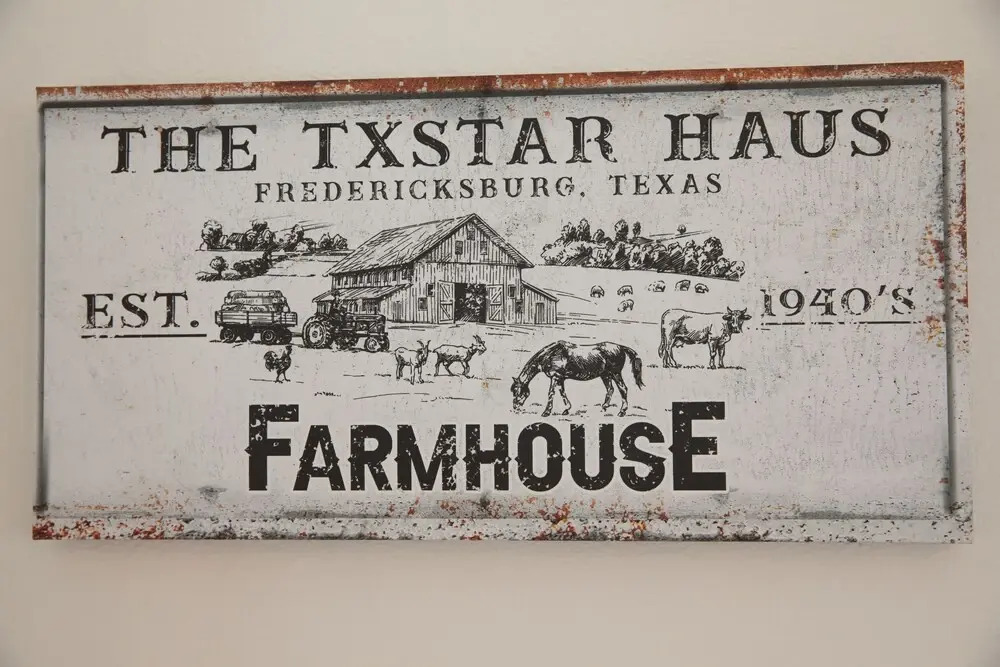 THE TXSTAR HAUS
FREDERICKSBURG, TEXAS
EST. 1940'S
FARMHOUSE